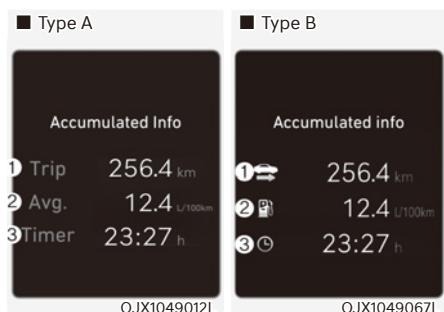 ■ Type A
Accumulated Info
1 Trip 256.4 km
2 Avg. 12.4 L/100km
3 Timer 23:27 h
OJX1049012L
■ Type B
Accumulated info
1 256.4 km
2 12.4 L/100km
3 23:27 h
OJX1049067L